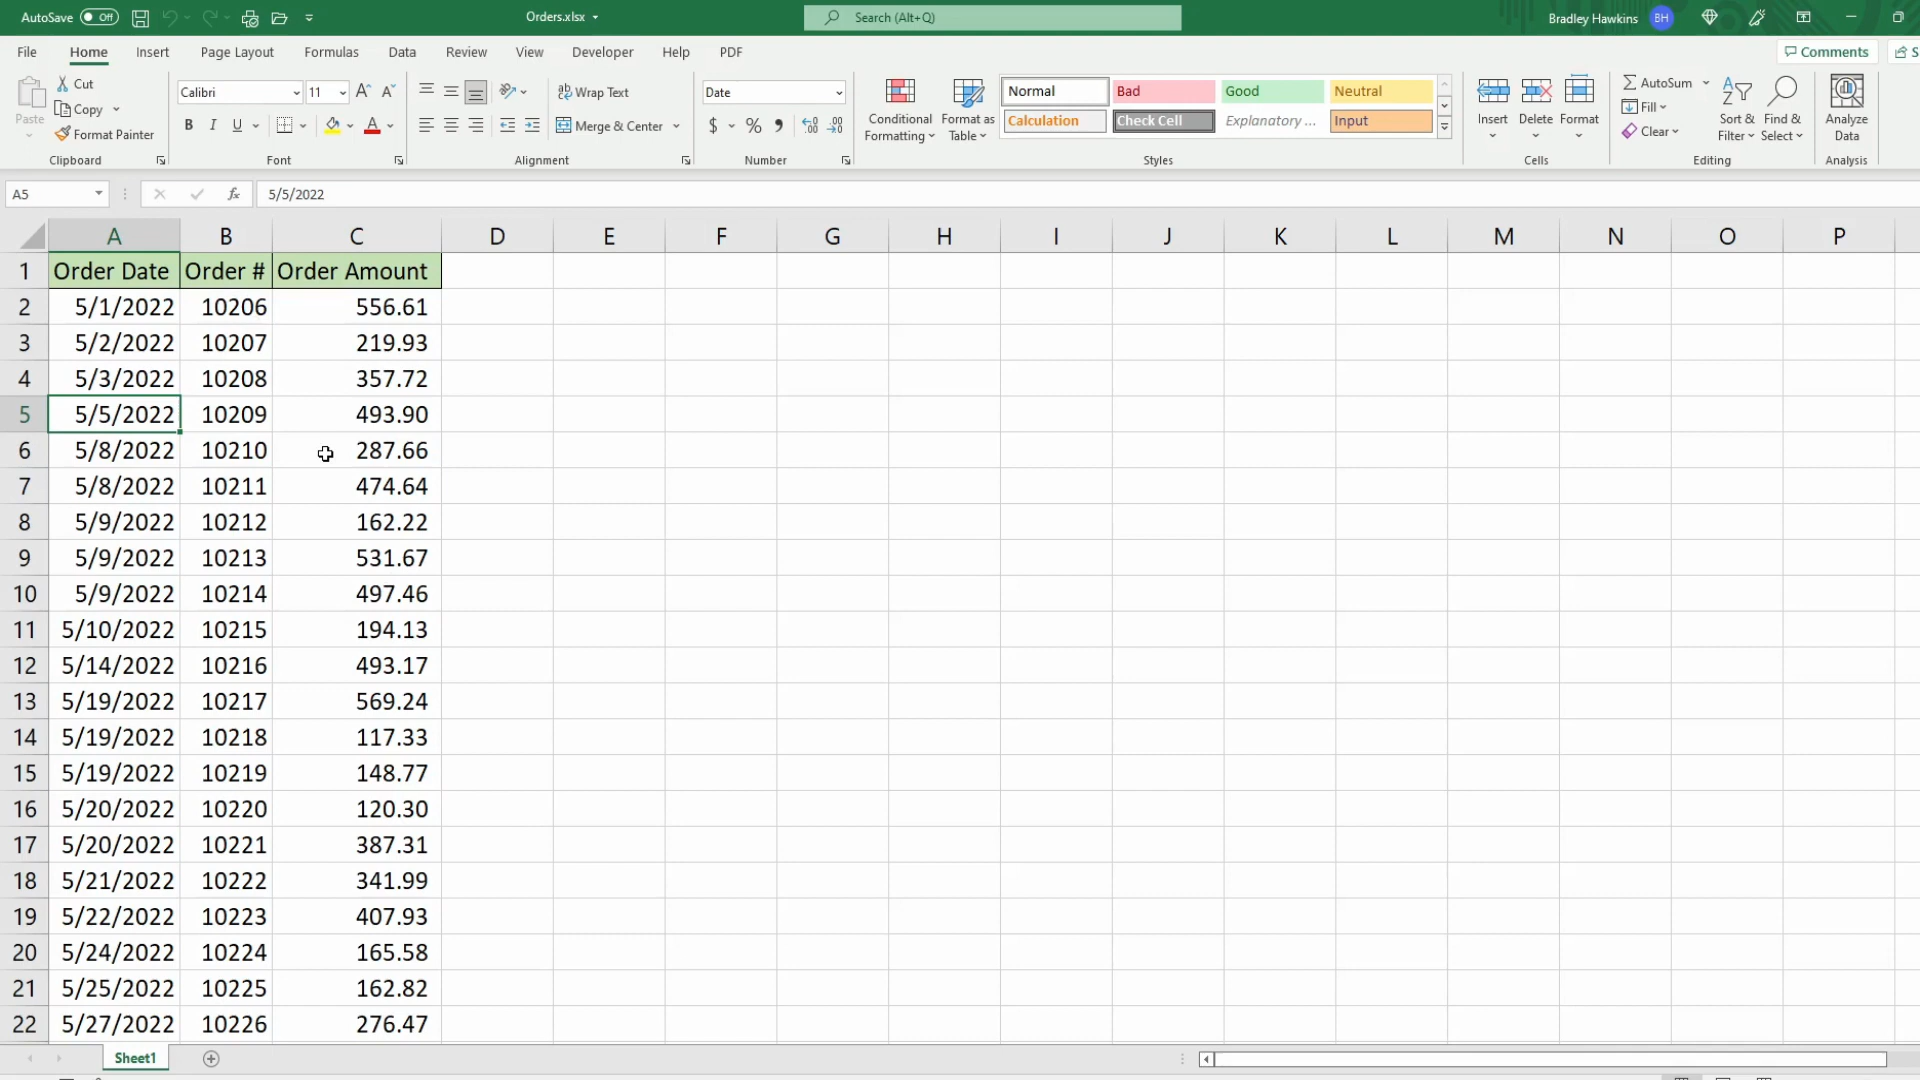 AutoSave Off Orders.xlsx Search (Alt+Q) Bradley Hawkins BH
File Home Insert Page Layout Formulas Data Review View Developer Help PDF Comments S
Paste Cut Copy Format Painter Clipboard
Calibri 11 A A B I U A Font
Wrap Text Merge & Center Alignment
Date $ % , Number
Conditional Formatting Format as Table
Normal Bad Good Neutral
Calculation Check Cell Explanatory ... Input
Styles
Insert Delete Format Cells
AutoSum Fill Clear Sort & Filter Find & Select Editing
Analyze Data Analysis
A5 fx 5/5/2022
A B C D E F G H I J K L M N O P
1 Order Date Order # Order Amount
2 5/1/2022 10206 556.61
3 5/2/2022 10207 219.93
4 5/3/2022 10208 357.72
5 5/5/2022 10209 493.90
6 5/8/2022 10210 287.66
7 5/8/2022 10211 474.64
8 5/9/2022 10212 162.22
9 5/9/2022 10213 531.67
10 5/9/2022 10214 497.46
11 5/10/2022 10215 194.13
12 5/14/2022 10216 493.17
13 5/19/2022 10217 569.24
14 5/19/2022 10218 117.33
15 5/19/2022 10219 148.77
16 5/20/2022 10220 120.30
17 5/20/2022 10221 387.31
18 5/21/2022 10222 341.99
19 5/22/2022 10223 407.93
20 5/24/2022 10224 165.58
21 5/25/2022 10225 162.82
22 5/27/2022 10226 276.47
Sheet1